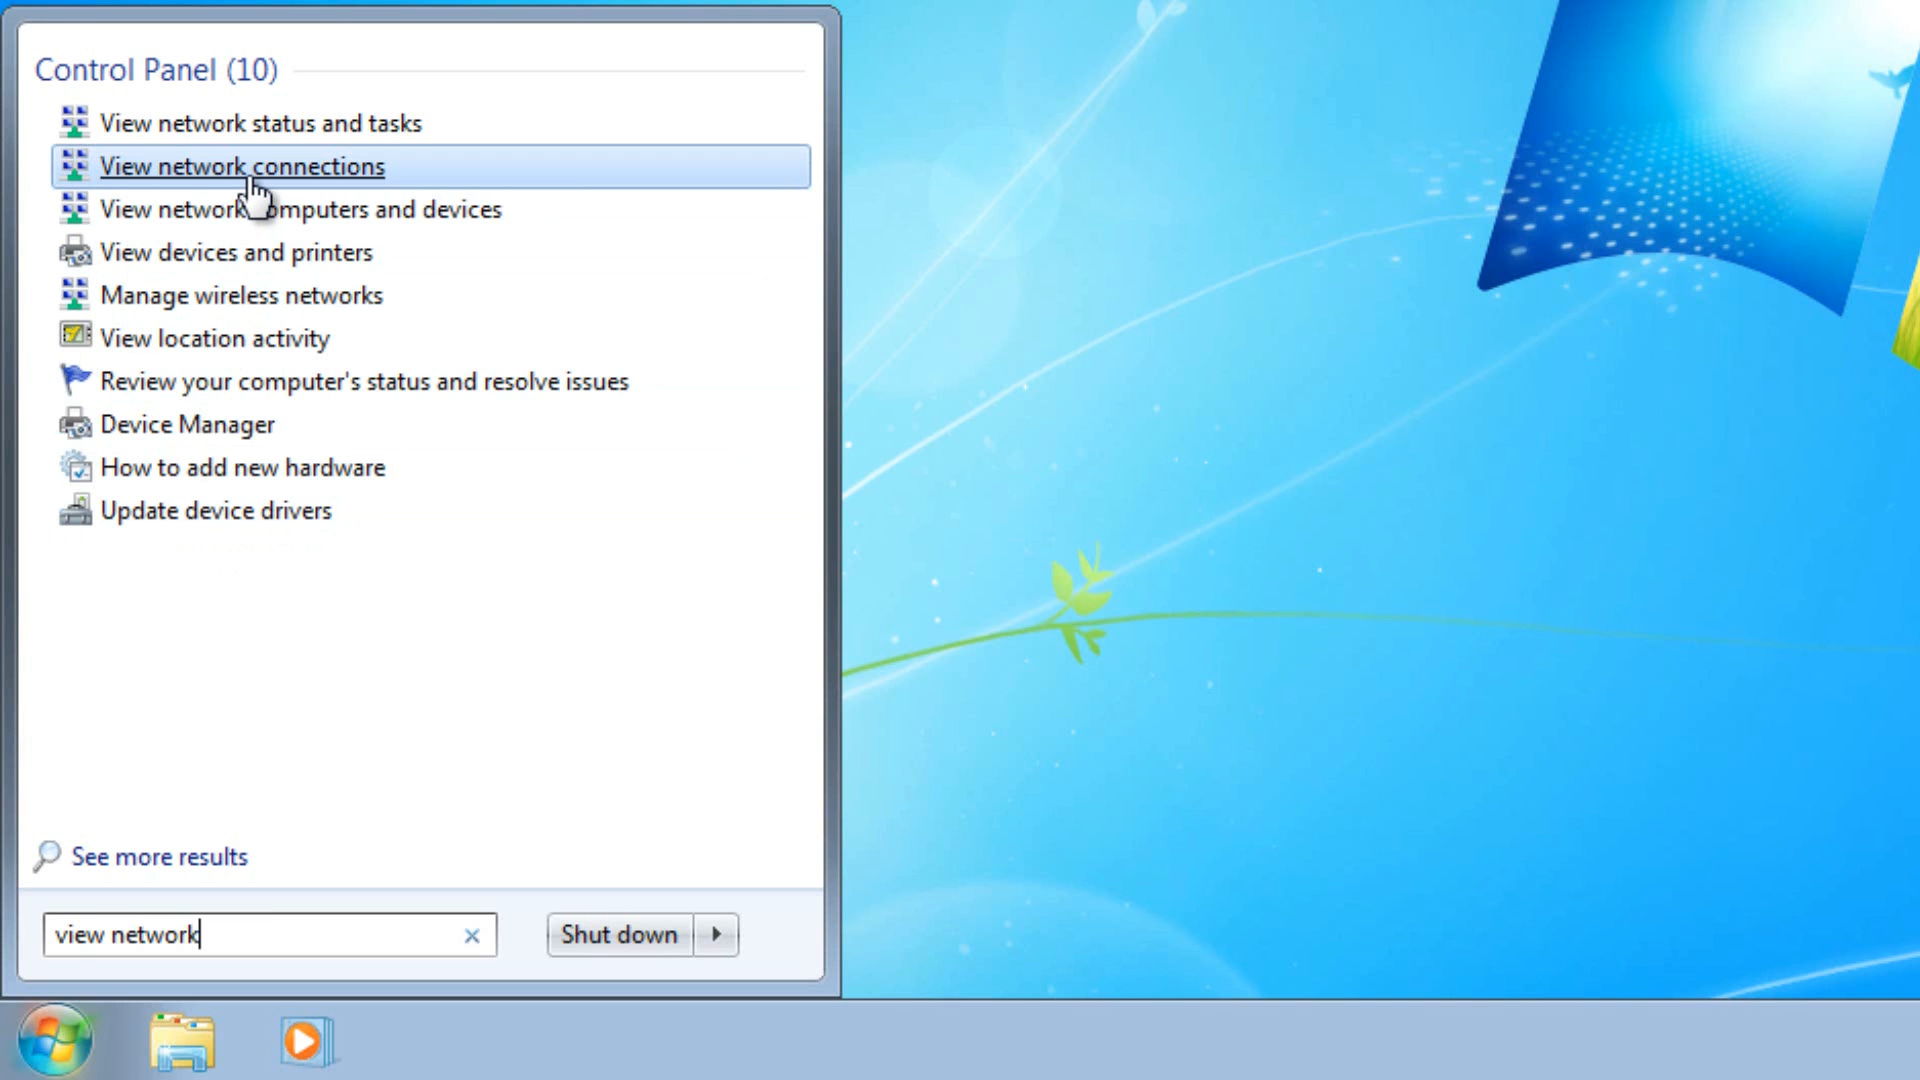 Control Panel (10)
View network status and tasks
View network connections
View network computers and devices
View devices and printers
Manage wireless networks
View location activity
Review your computer's status and resolve issues
Device Manager
How to add new hardware
Update device drivers
See more results
view network
Shut down